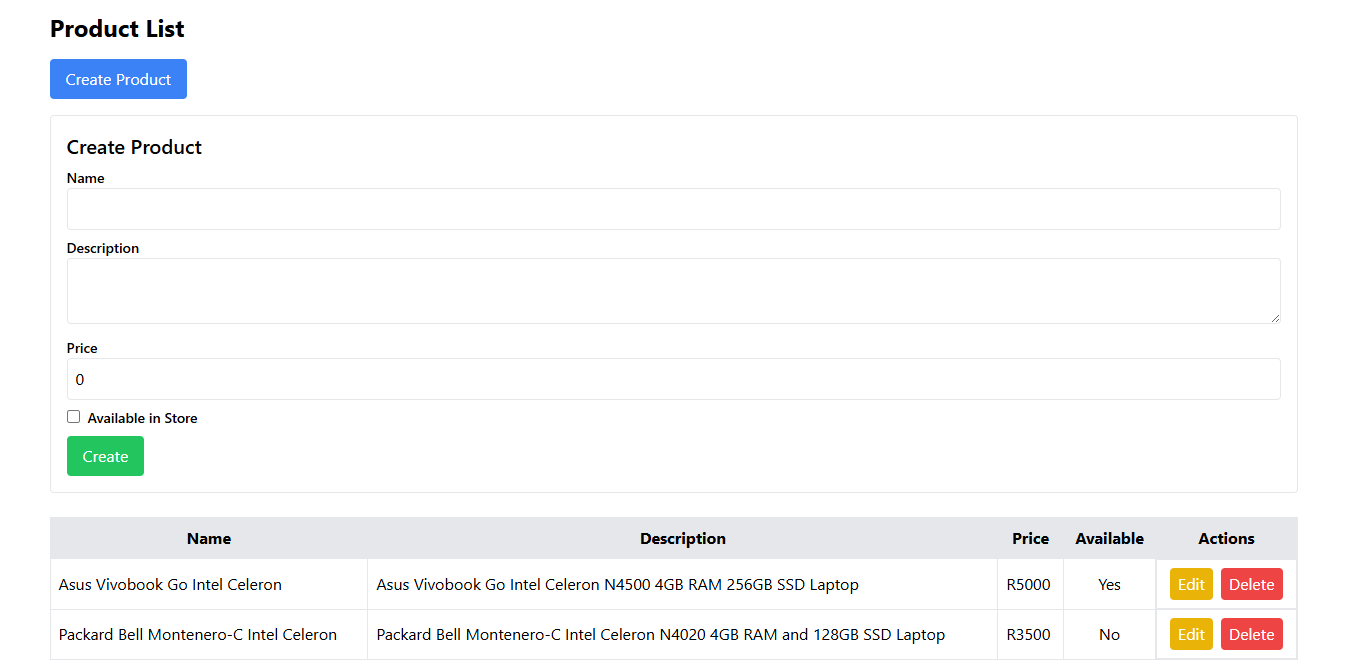 Product List
Create Product
Create Product
Name
Description
Price
0
Available in Store
Create
Name Description Price Available Actions
Asus Vivobook Go Intel Celeron Asus Vivobook Go Intel Celeron N4500 4GB RAM 256GB SSD Laptop R5000 Yes Edit Delete
Packard Bell Montenero-C Intel Celeron Packard Bell Montenero-C Intel Celeron N4020 4GB RAM and 128GB SSD Laptop R3500 No Edit Delete